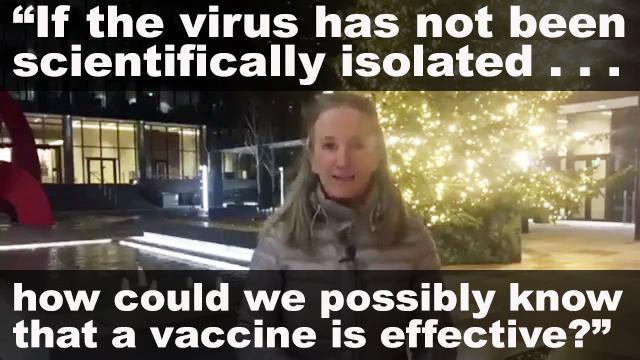 “If the virus has not been
scientifically isolated . . .
how could we possibly know
that a vaccine is effective?”